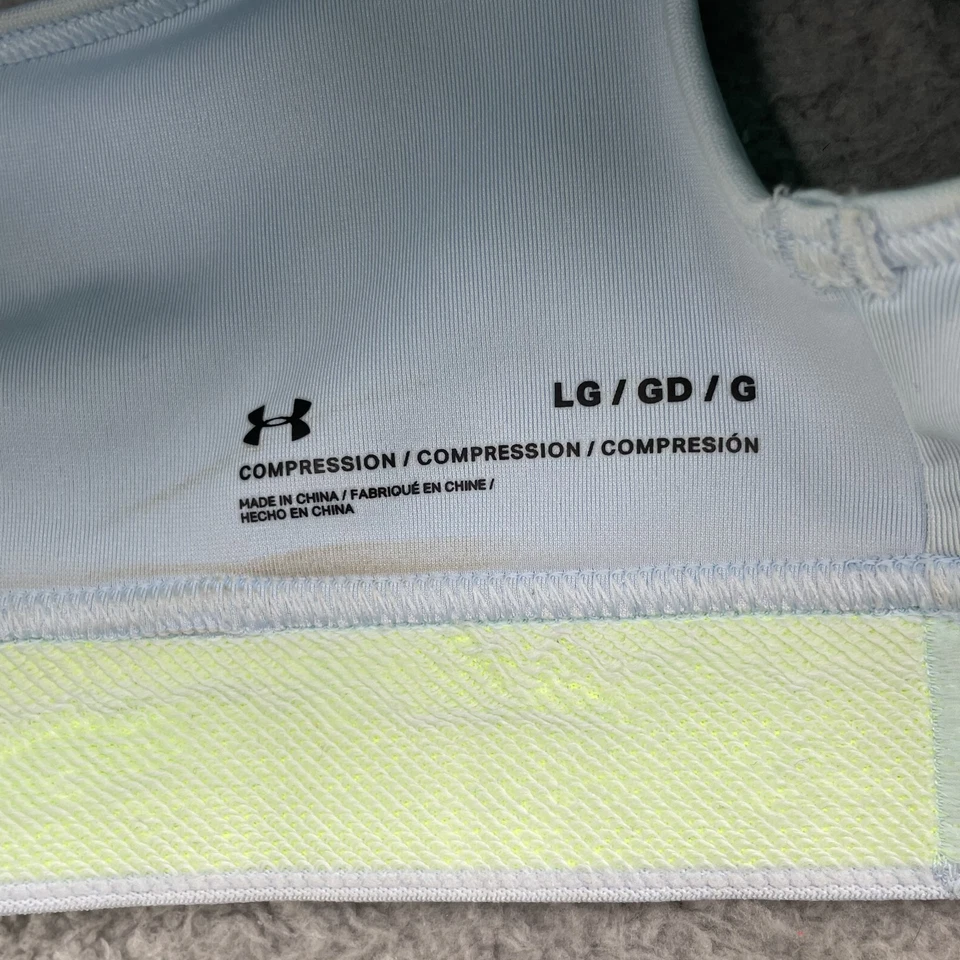 LG / GD / G
COMPRESSION / COMPRESSION / COMPRESIÓN
MADE IN CHINA / FABRIQUÉ EN CHINE /
HECHO EN CHINA